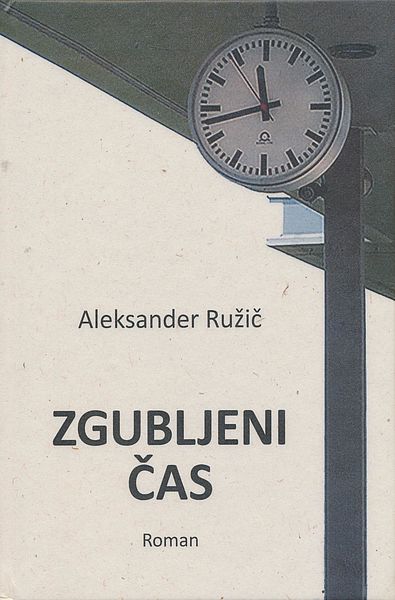 Aleksander Ružič
ZGUBLJENI
ČAS
Roman